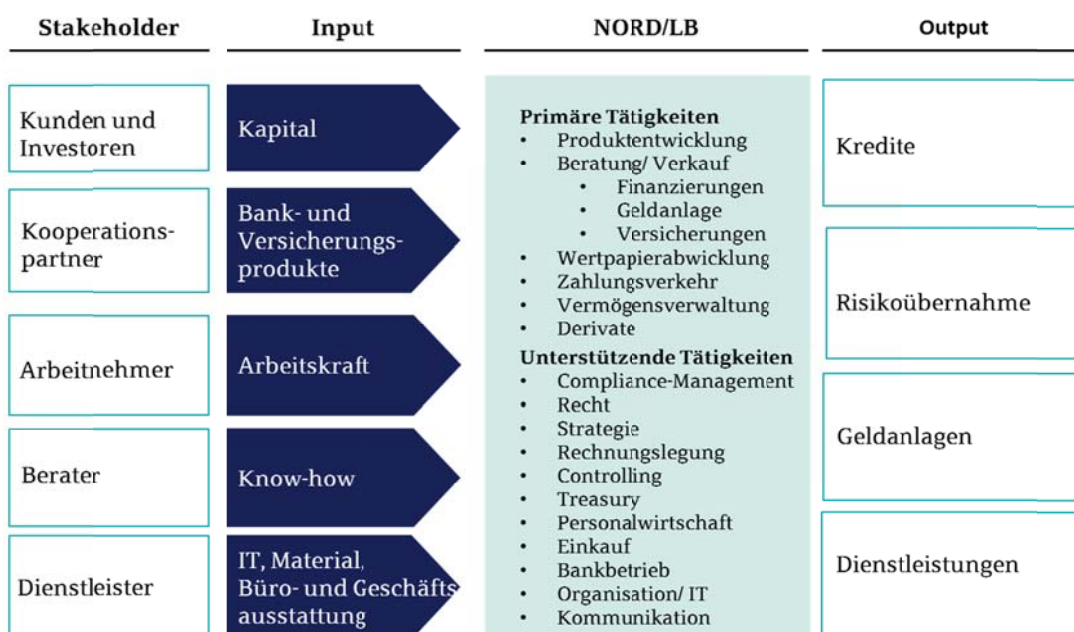 Stakeholder
Input
NORD/LB
Output
Kunden und
Investoren
Kooperations-
partner
Arbeitnehmer
Berater
Dienstleister
Kapital
Bank- und
Versicherungs-
produkte
Arbeitskraft
Know-how
IT, Material,
Büro- und Geschäfts
ausstattung
Primäre Tätigkeiten
• Produktentwicklung
• Beratung/ Verkauf
• Finanzierungen
• Geldanlage
• Versicherungen
• Wertpapierabwicklung
• Zahlungsverkehr
• Vermögensverwaltung
• Derivate
Unterstützende Tätigkeiten
• Compliance-Management
• Recht
• Strategie
• Rechnungslegung
• Controlling
• Treasury
• Personalwirtschaft
• Einkauf
• Bankbetrieb
• Organisation/ IT
• Kommunikation
Kredite
Risikoübernahme
Geldanlagen
Dienstleistungen